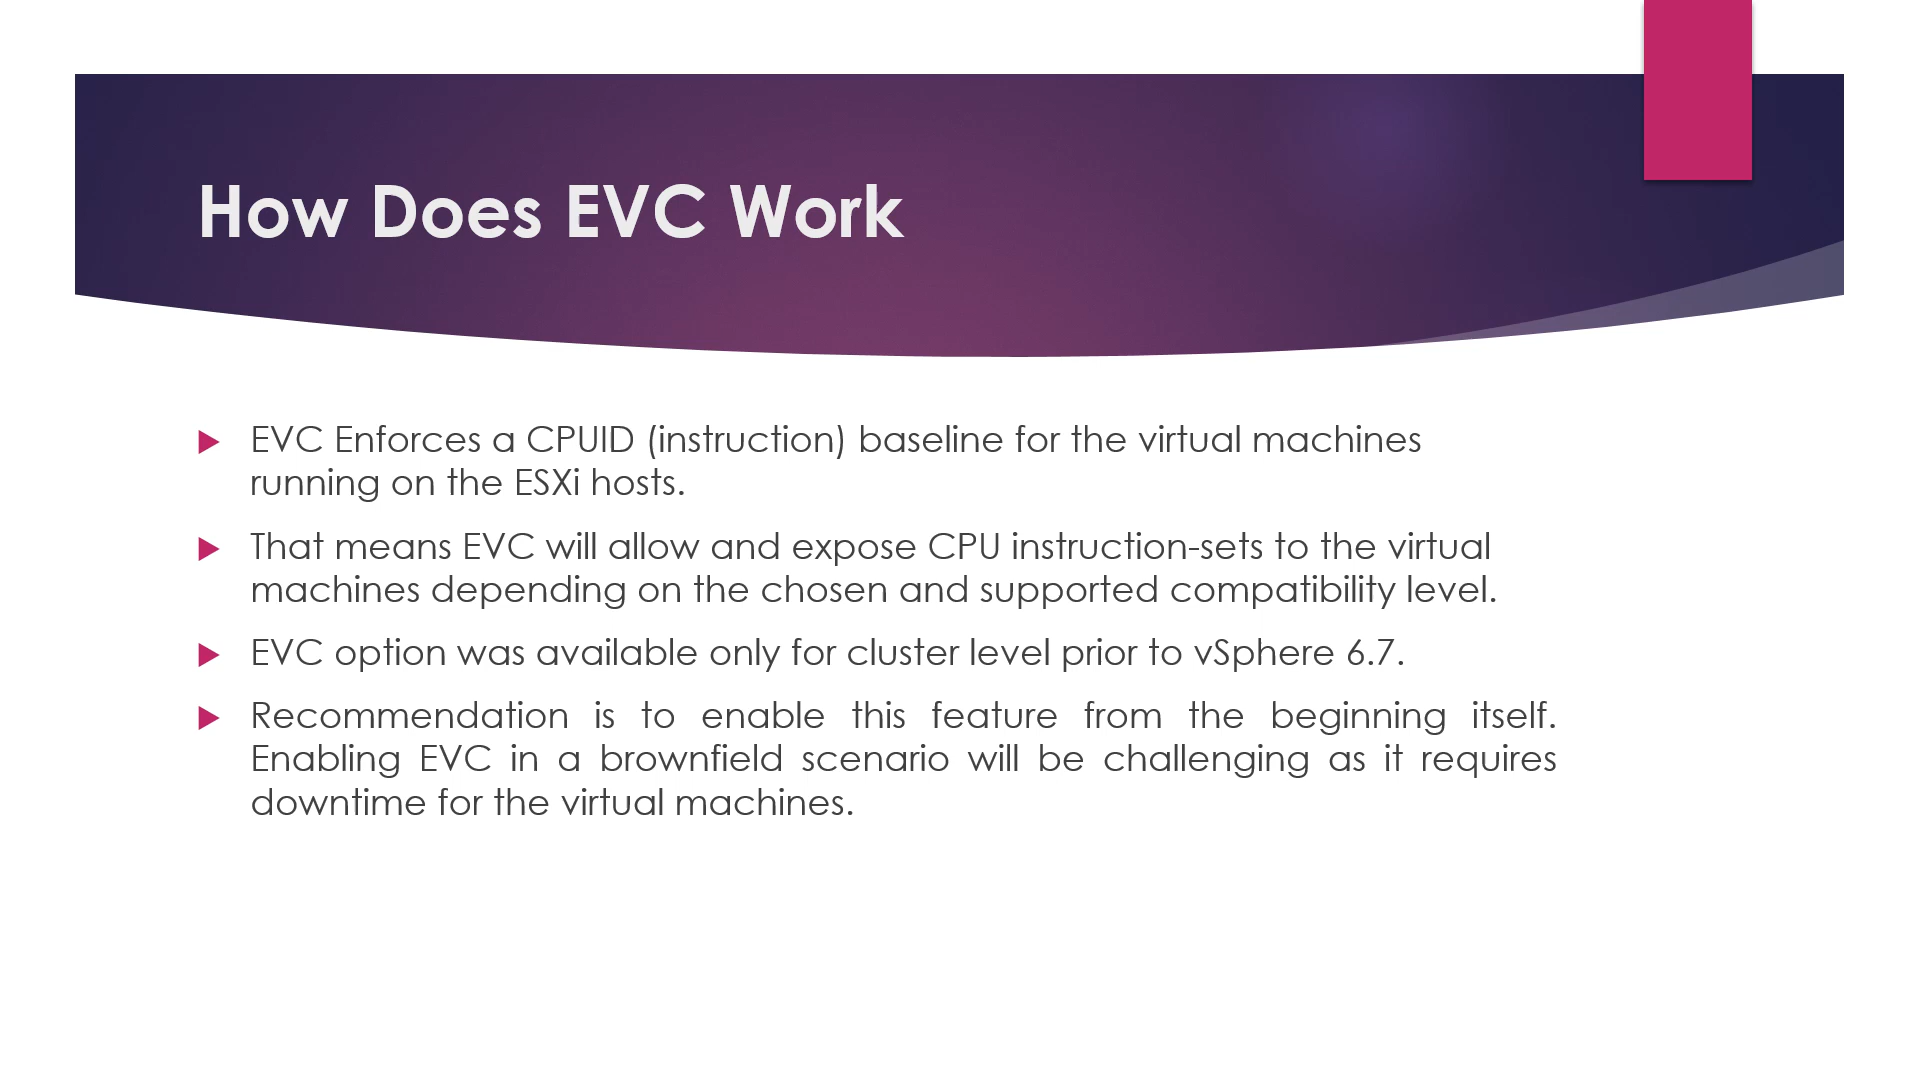 How Does EVC Work
EVC Enforces a CPUID (instruction) baseline for the virtual machines
running on the ESXi hosts.
That means EVC will allow and expose CPU instruction-sets to the virtual
machines depending on the chosen and supported compatibility level.
EVC option was available only for cluster level prior to vSphere 6.7.
Recommendation is to enable this feature from the beginning itself.
Enabling EVC in a brownfield scenario will be challenging as it requires
downtime for the virtual machines.